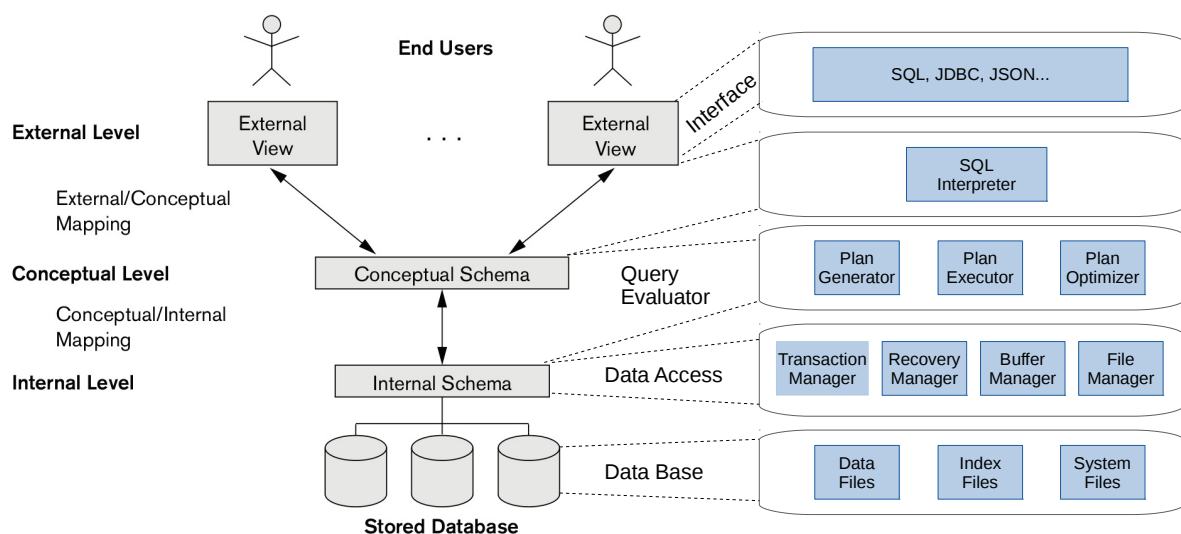 End Users
SQL, JDBC, JSON...
Interface
External Level
External
View
. . .
External
View
SQL
Interpreter
External/Conceptual
Mapping
Conceptual Level
Conceptual Schema
Query
Evaluator
Plan
Generator
Plan
Executor
Plan
Optimizer
Conceptual/Internal
Mapping
Internal Level
Internal Schema
Data Access
Transaction
Manager
Recovery
Manager
Buffer
Manager
File
Manager
Data Base
Data
Files
Index
Files
System
Files
Stored Database